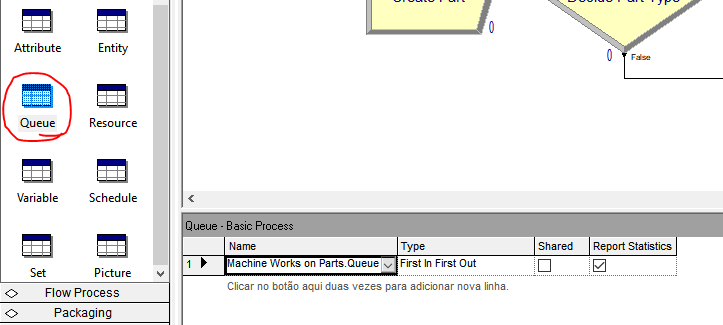 Create Part
Decide Part Type
0
0
False
Attribute
Entity
Queue
Resource
Variable
Schedule
Set
Picture
Flow Process
Packaging
Queue - Basic Process
Name Type Shared Report Statistics
1 Machine Works on Parts.Queue First In First Out
Clicar no botão aqui duas vezes para adicionar nova linha.